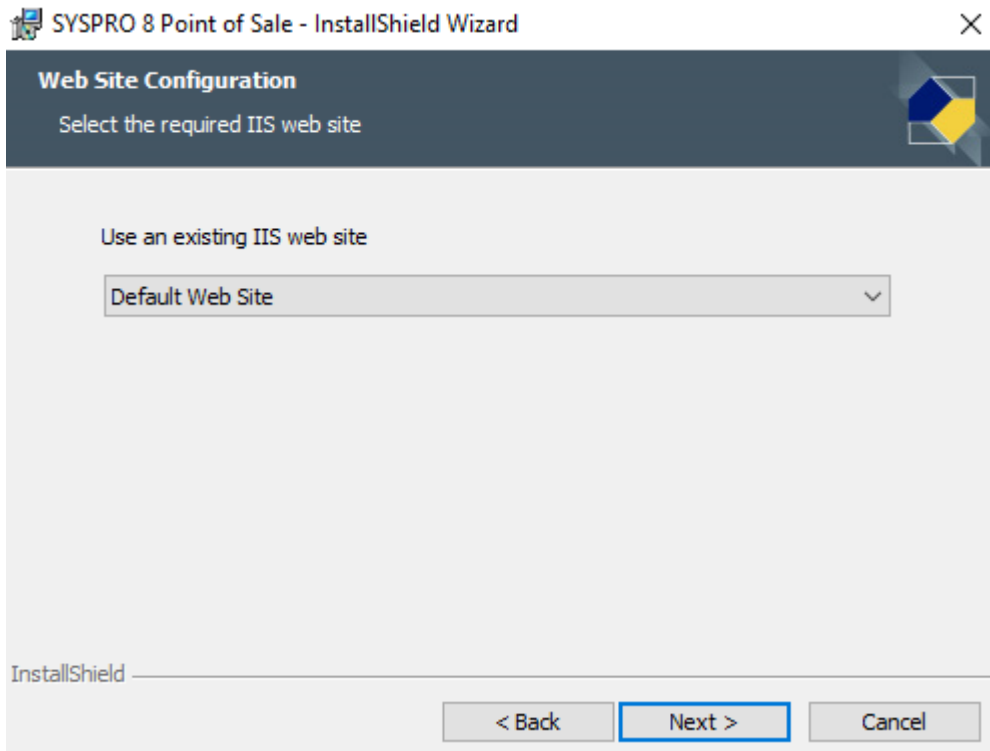 SYSPRO 8 Point of Sale - InstallShield Wizard
Web Site Configuration
Select the required IIS web site
Use an existing IIS web site
Default Web Site
InstallShield
< Back
Next >
Cancel